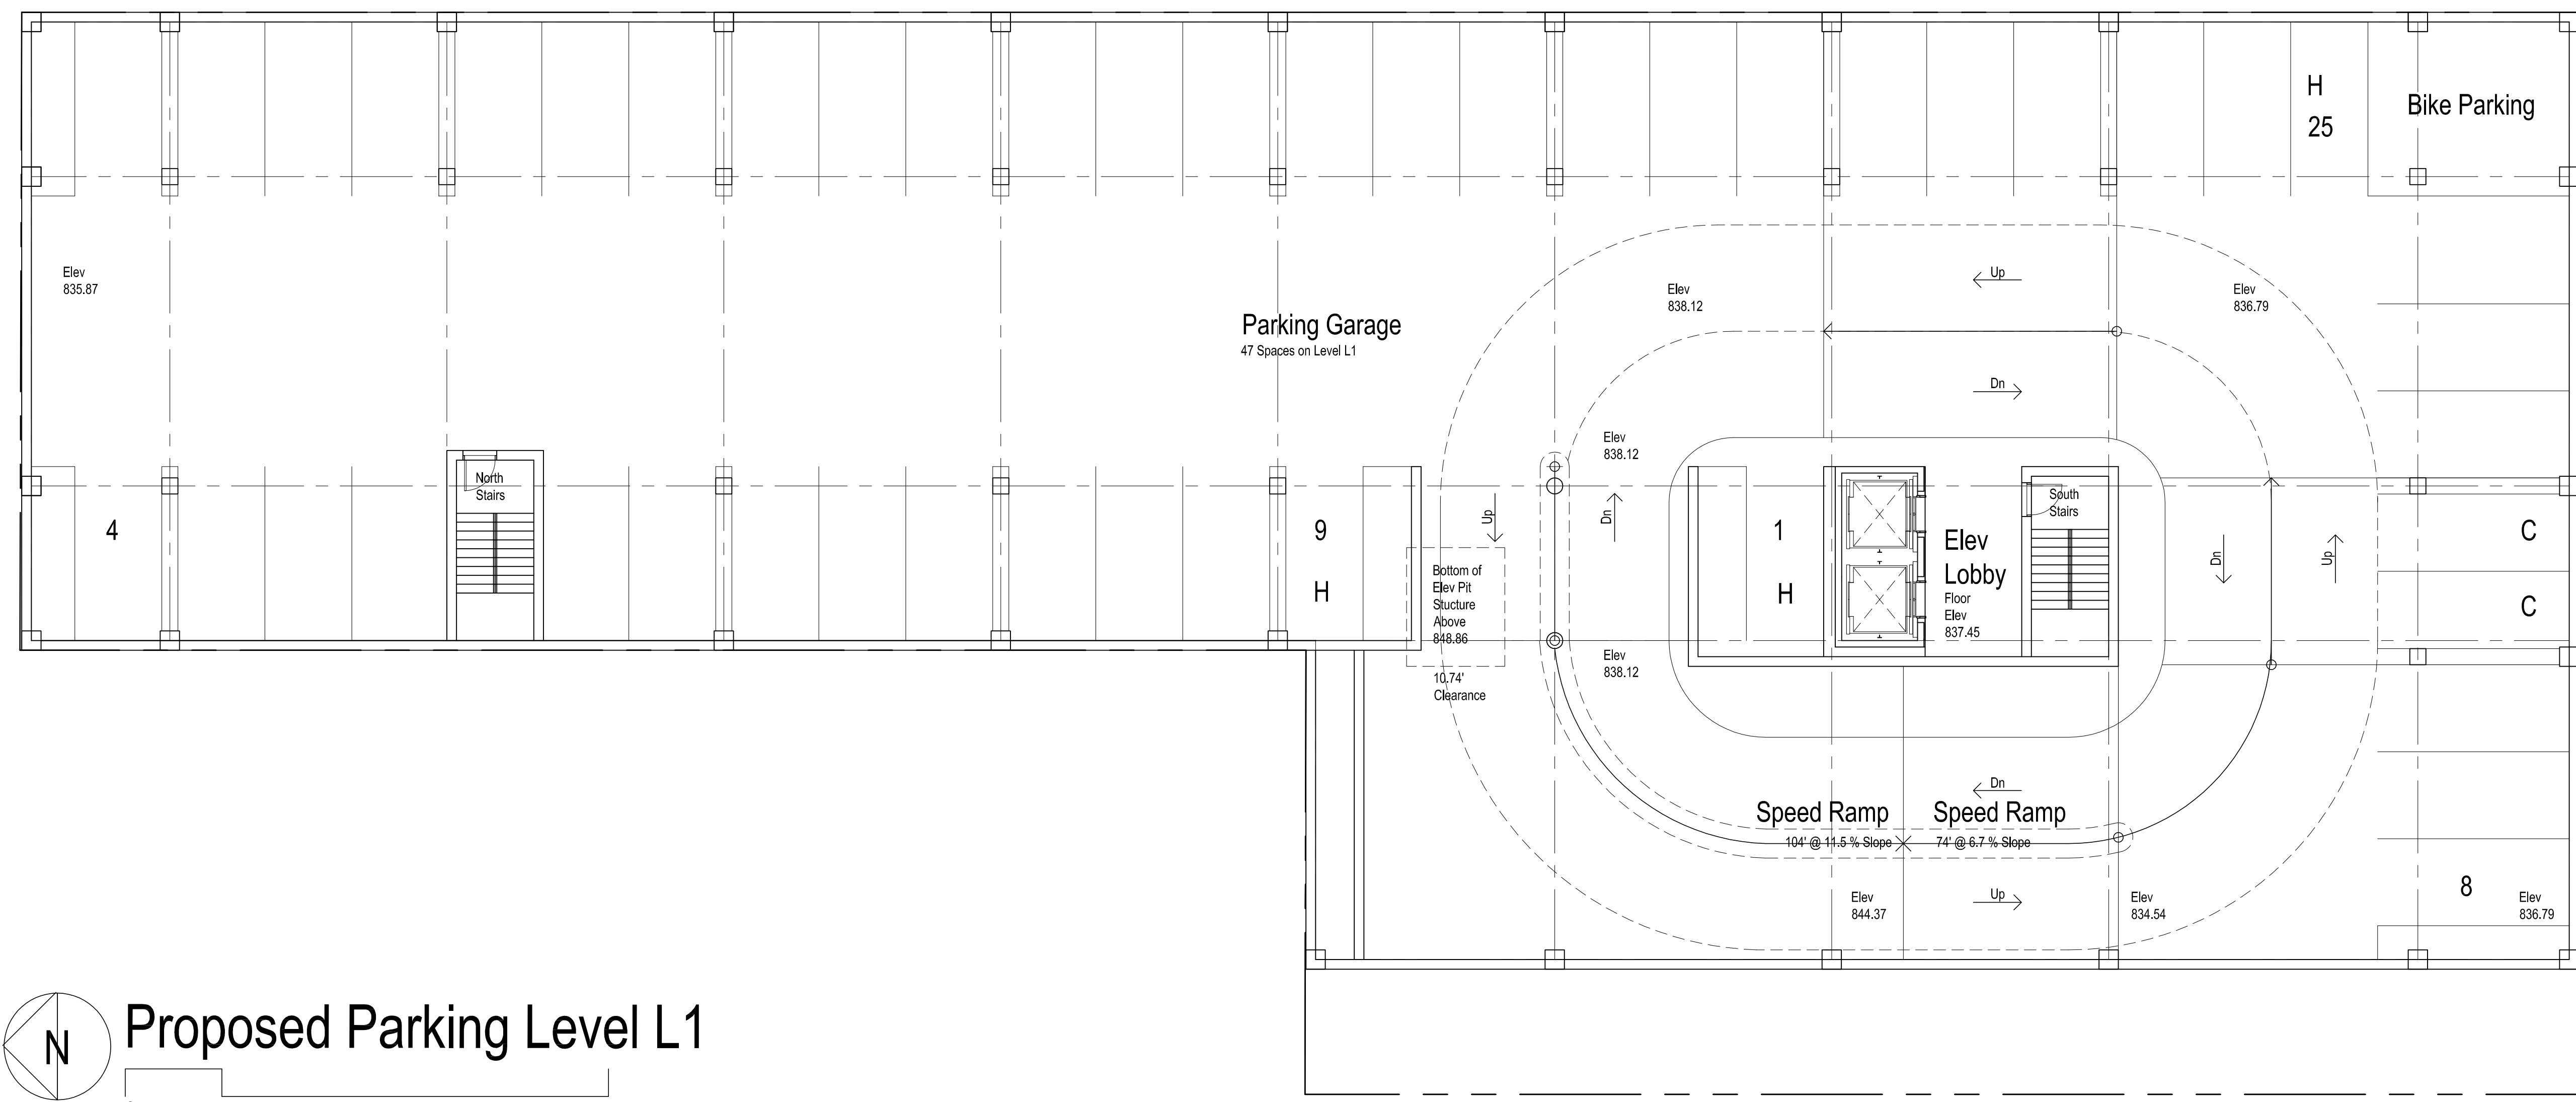 H
25
Bike Parking
Elev
835.87
Up
Elev
838.12
Elev
836.79
Parking Garage
47 Spaces on Level L1
Dn
Elev
838.12
North
Stairs
4
9
H
Up
Dn
1
H
Elev
Lobby
Floor
Elev
837.45
South
Stairs
Dn
Up
C
C
Bottom of
Elev Pit
Stucture
Above
848.86
10.74'
Clearance
Elev
838.12
Dn
Speed Ramp
104' @ 11.5 % Slope
Speed Ramp
74' @ 6.7 % Slope
Elev
844.37
Up
Elev
834.54
8
Elev
836.79
N
Proposed Parking Level L1